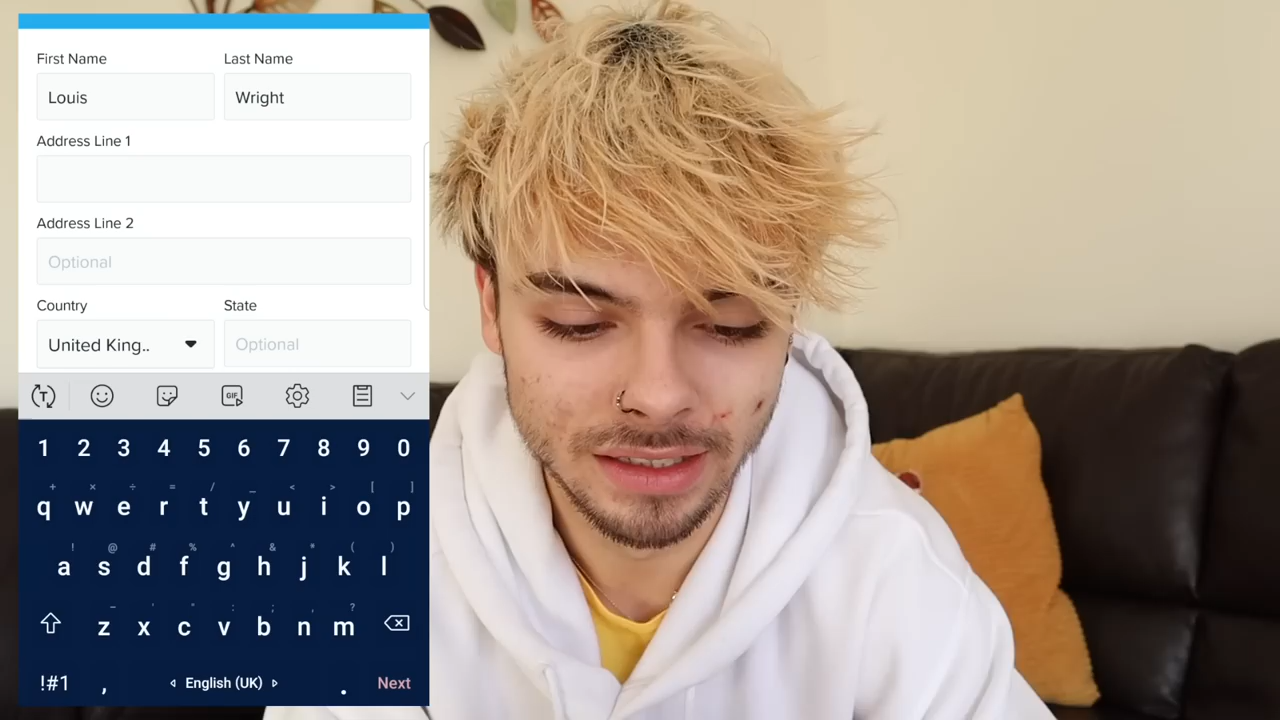 First Name Last Name
Louis Wright
Address Line 1
Address Line 2
Optional
Country State
United King.. Optional
T GIF
1 2 3 4 5 6 7 8 9 0
+ × ÷ = / _ < > [ ]
q w e r t y u i o p
! @ # % ^ & * ( )
a s d f g h j k l
- ' " : ; , ?
z x c v b n m
!#1 , English (UK) . Next